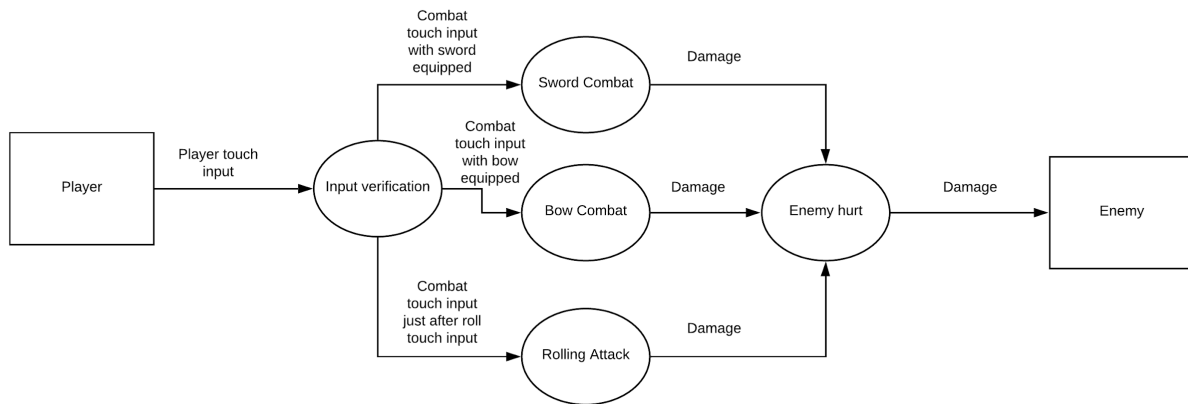 Combat
touch input
with sword
equipped
Damage
Sword Combat
Player touch
input
Combat
touch input
with bow
equipped
Player
Input verification
Damage
Damage
Bow Combat
Enemy hurt
Enemy
Combat
touch input
just after roll
touch input
Damage
Rolling Attack